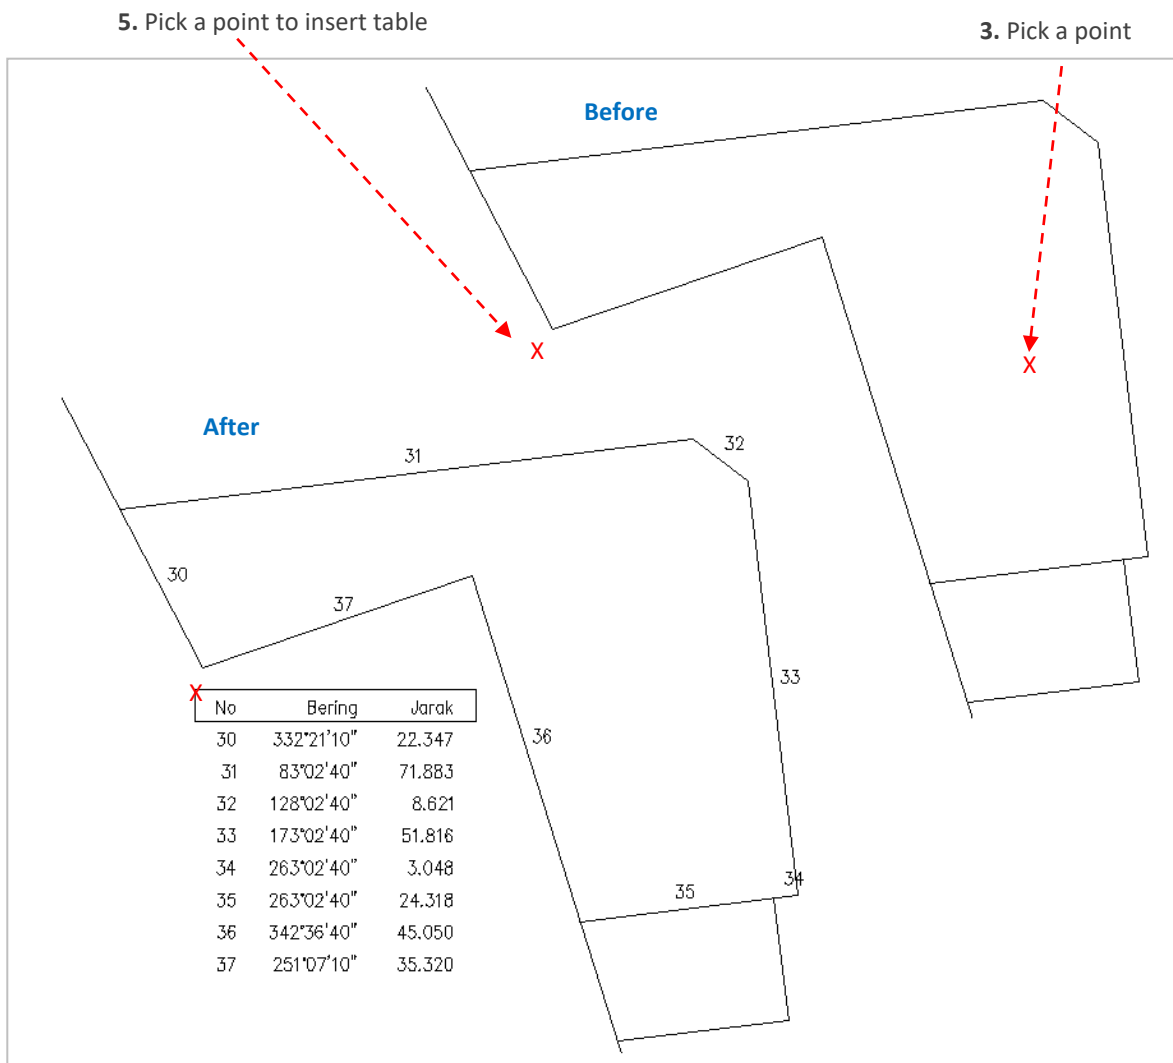 5. Pick a point to insert table
3. Pick a point
Before
X
X
After
31
32
30
37
33
36
34
35
X
No Bering Jarak
30 332°21'10" 22.347
31 83°02'40" 71.883
32 128°02'40" 8.621
33 173°02'40" 51.816
34 263°02'40" 3.048
35 263°02'40" 24.318
36 342°36'40" 45.050
37 251°07'10" 35.320